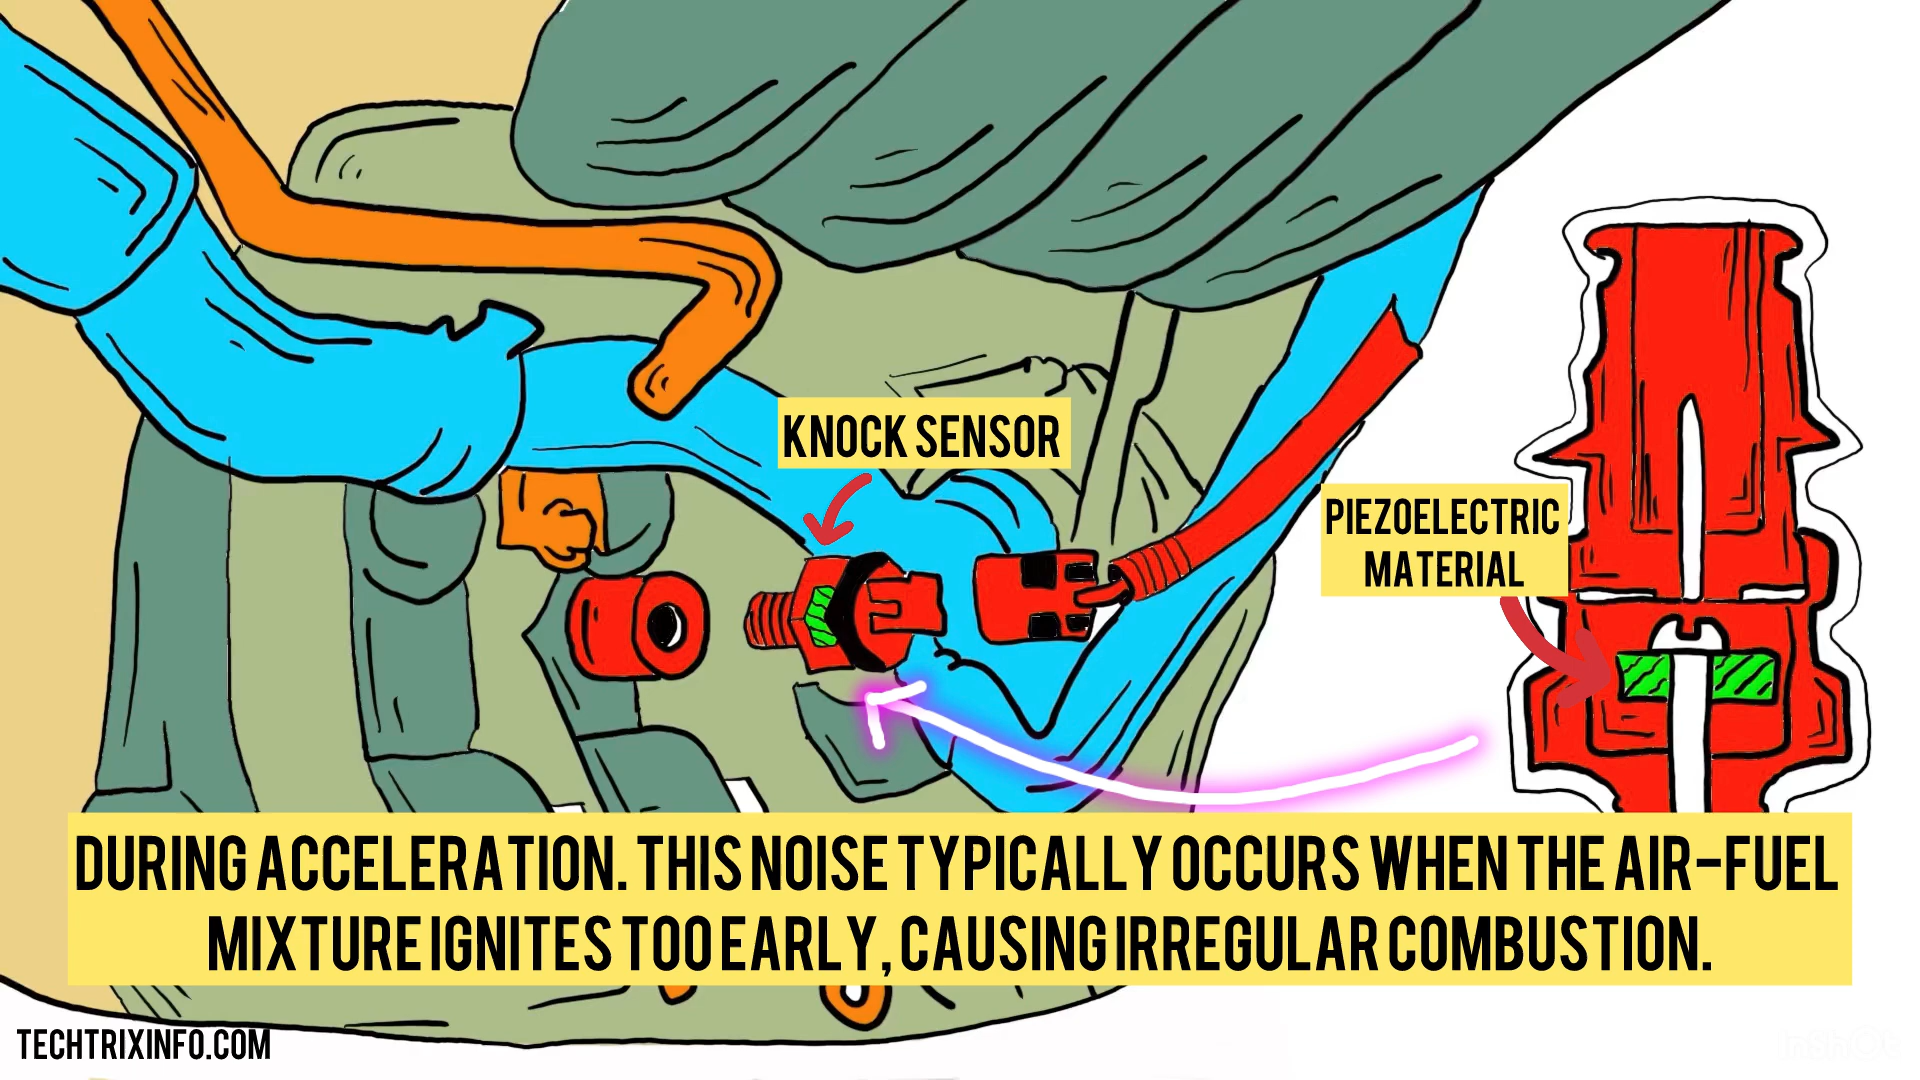 KNOCK SENSOR
PIEZOELECTRIC
MATERIAL
DURING ACCELERATION. THIS NOISE TYPICALLY OCCURS WHEN THE AIR-FUEL
MIXTURE IGNITES TOO EARLY, CAUSING IRREGULAR COMBUSTION.
TECHTRIXINFO.COM
InShOt